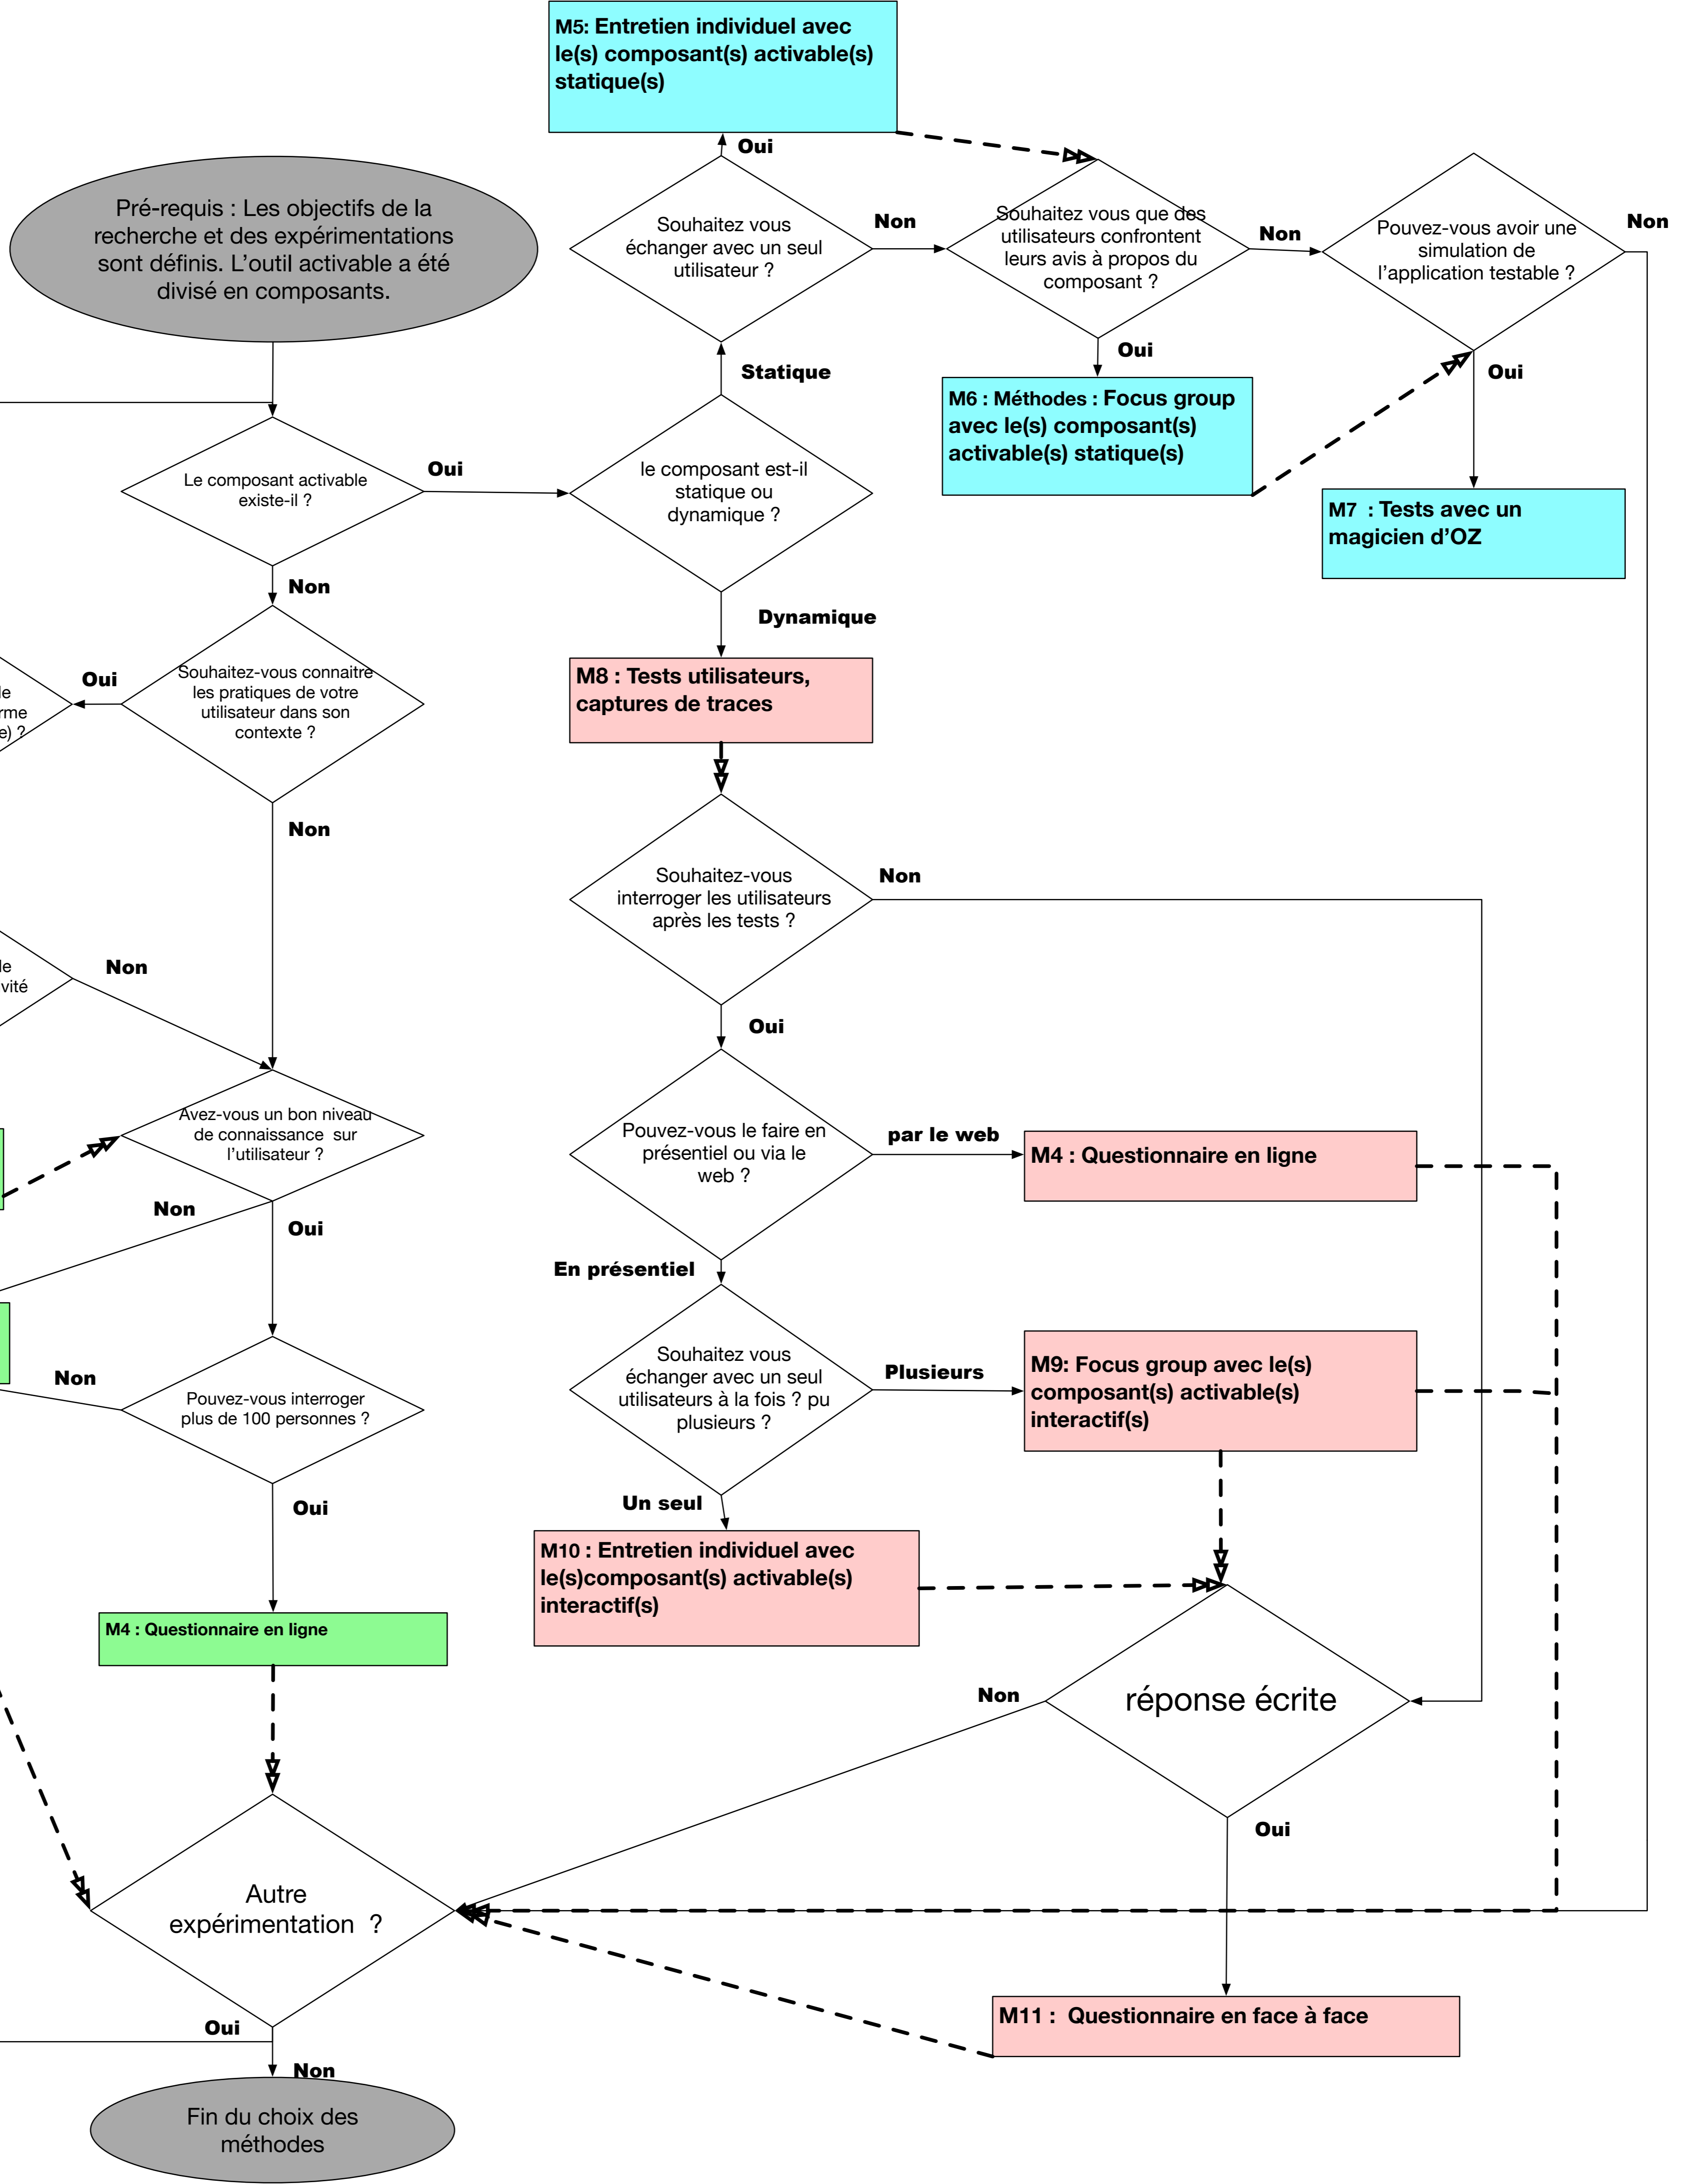 M5: Entretien individuel avec
le(s) composant(s) activable(s)
statique(s)
Oui
Pré-requis : Les objectifs de la
recherche et des expérimentations
sont définis. L'outil activable a été
divisé en composants.
Souhaitez vous
échanger avec un seul
utilisateur ?
Non
Souhaitez vous que des
utilisateurs confrontent
leurs avis à propos du
composant ?
Non
Pouvez-vous avoir une
simulation de
l'application testable ?
Non
Oui
Oui
Statique
M6 : Méthodes : Focus group
avec le(s) composant(s)
activable(s) statique(s)
M7 : Tests avec un
magicien d'OZ
Le composant activable
existe-il ?
Oui
le composant est-il
statique ou
dynamique ?
Non
Dynamique
le
rme
e) ?
Oui
Souhaitez-vous connaitre
les pratiques de votre
utilisateur dans son
contexte ?
M8 : Tests utilisateurs,
captures de traces
Non
Souhaitez-vous
interroger les utilisateurs
après les tests ?
Non
le
vité
Non
Oui
Avez-vous un bon niveau
de connaissance sur
l'utilisateur ?
Pouvez-vous le faire en
présentiel ou via le
web ?
par le web
M4 : Questionnaire en ligne
Non
Oui
En présentiel
Souhaitez vous
échanger avec un seul
utilisateurs à la fois ? pu
plusieurs ?
Plusieurs
M9: Focus group avec le(s)
composant(s) activable(s)
interactif(s)
Non
Pouvez-vous interroger
plus de 100 personnes ?
Oui
Un seul
M10 : Entretien individuel avec
le(s)composant(s) activable(s)
interactif(s)
M4 : Questionnaire en ligne
Non
réponse écrite
Oui
Autre
expérimentation ?
M11 : Questionnaire en face à face
Oui
Non
Fin du choix des
méthodes